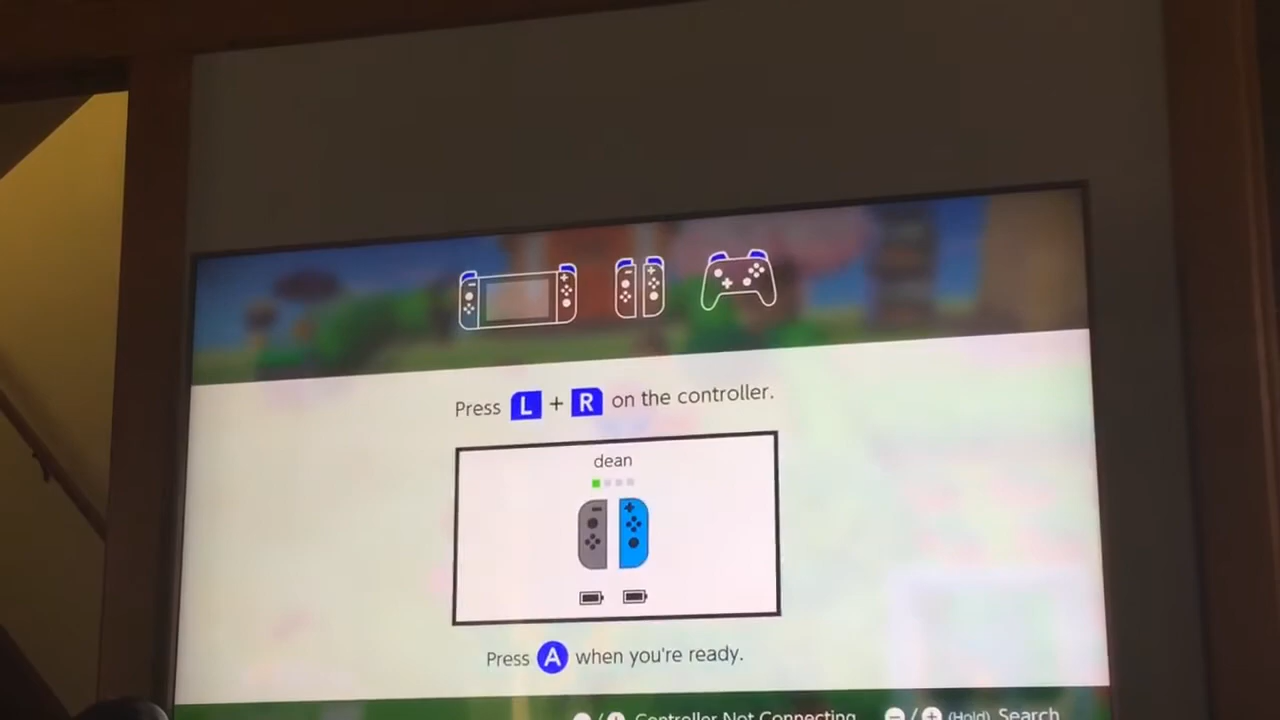 Press L + R on the controller.
dean
Press A when you're ready.
Controller Not Connecting
(Hold) Search